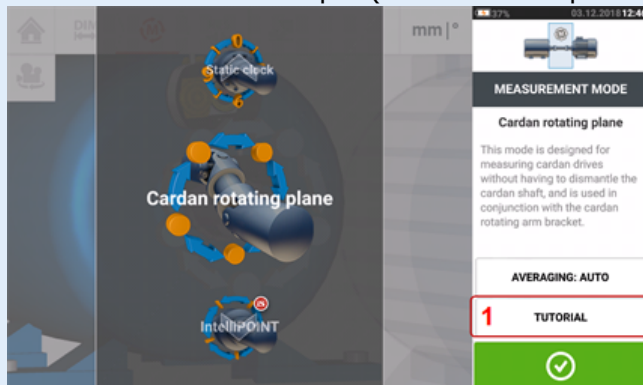 mm|°
37%
03.12.2018 12:4
Static clock
Cardan rotating plane
IntelliPOINT
MEASUREMENT MODE
Cardan rotating plane
This mode is designed for
measuring cardan drives
without having to dismantle the
cardan shaft, and is used in
conjunction with the cardan
rotating arm bracket.
AVERAGING: AUTO
1 TUTORIAL